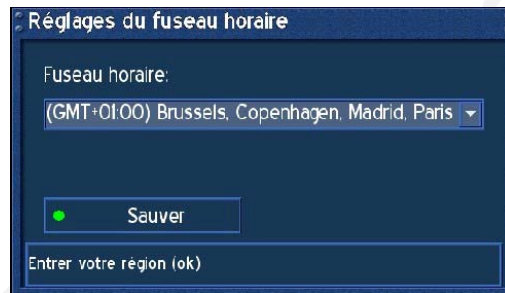 Réglages du fuseau horaire
Fuseau horaire:
(GMT+01:00) Brussels, Copenhagen, Madrid, Paris
Sauver
Entrer votre région (ok)